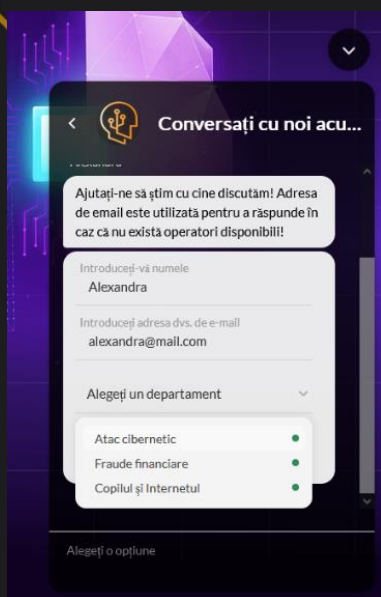 Conversați cu noi acu...
Ajutați-ne să știm cu cine discutăm! Adresa
de email este utilizată pentru a răspunde în
caz că nu există operatori disponibili!
Introduceți-vă numele
Alexandra
Introduceți adresa dvs. de e-mail
alexandra@mail.com
Alegeți un departament
Atac cibernetic
Fraude financiare
Copilul și Internetul
Alegeți o opțiune